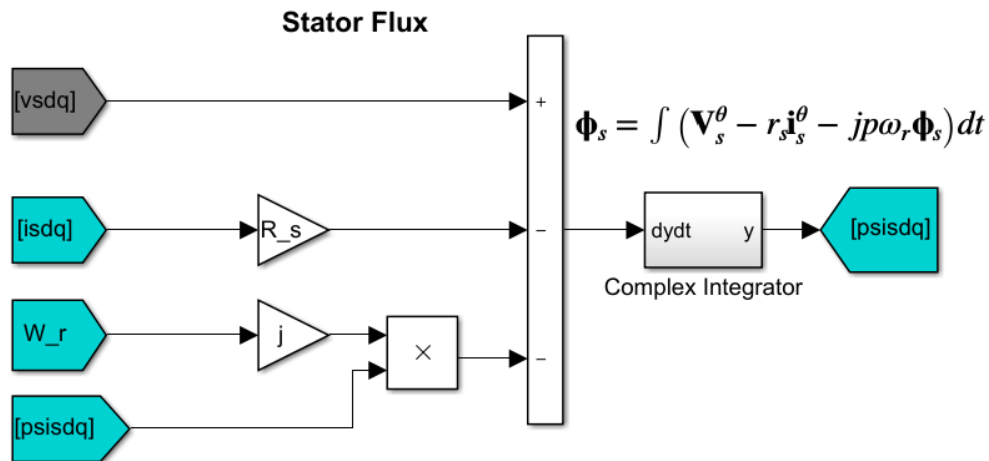 Stator Flux
[vsdq]
+
ϕₛ = ∫ (Vₛᶿ − rₛiₛᶿ − jpωᵣϕₛ) dt
[isdq]
R_s
−
dydt
y
[psisdq]
Complex Integrator
W_r
j
×
−
[psisdq]